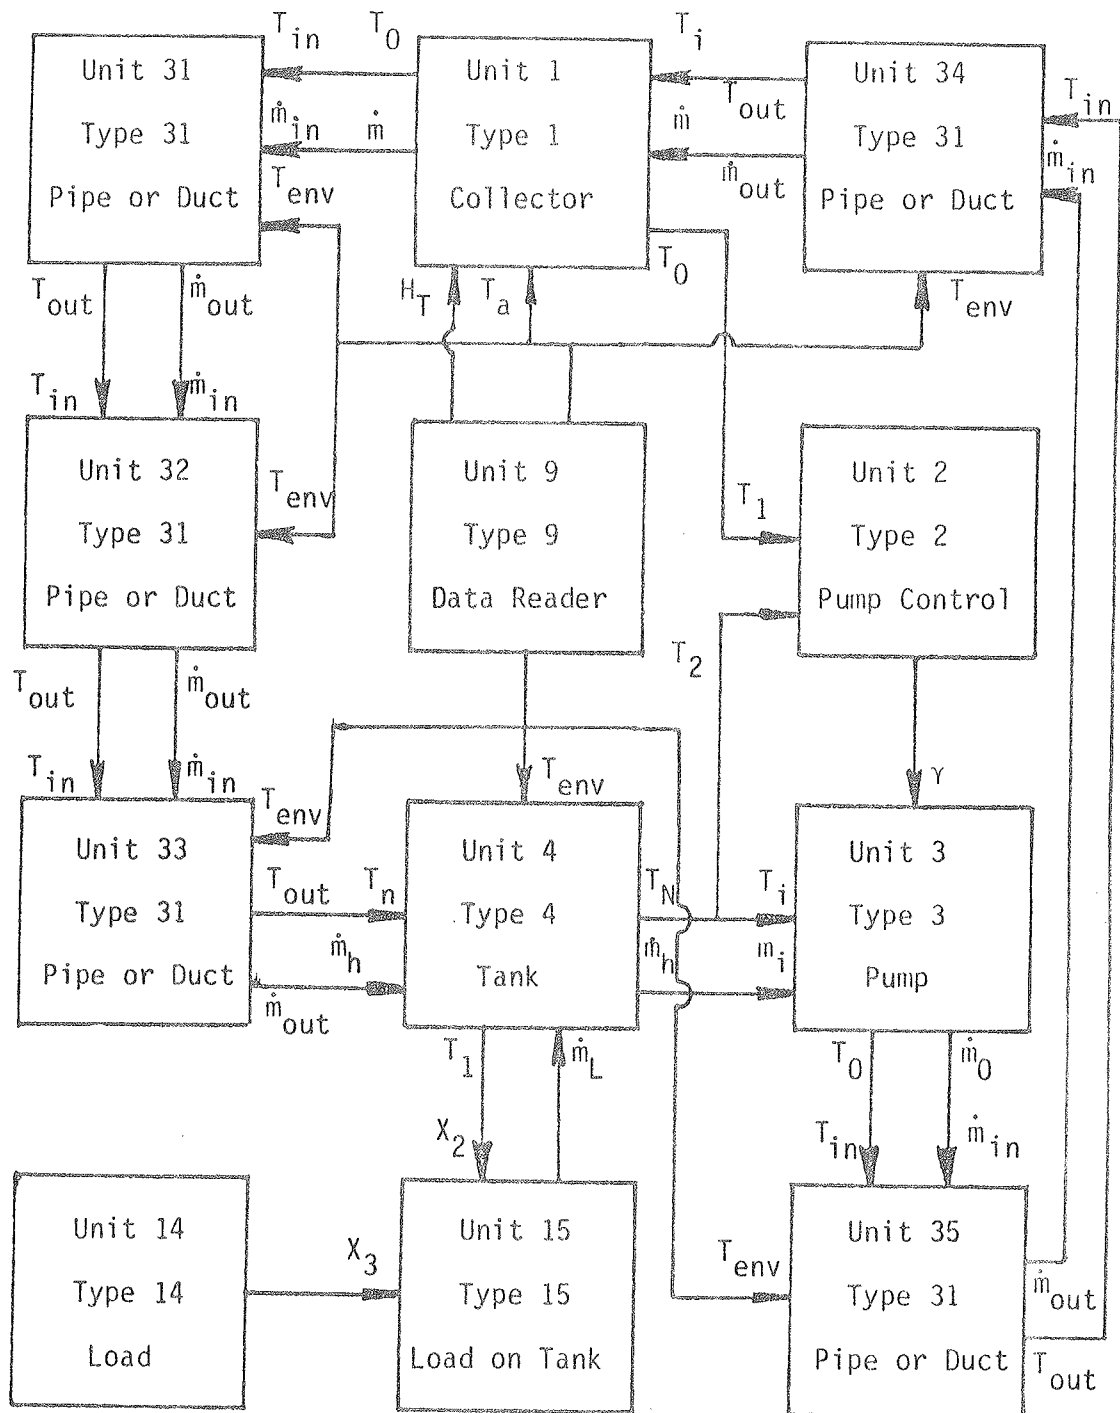 T_in T_O T_i
Unit 31
Type 31
Pipe or Duct
ṁ_in ṁ
T_env
Unit 1
Type 1
Collector
T_out
ṁ
ṁ_out
Unit 34
Type 31
Pipe or Duct
T_in
ṁ_in
T_out ṁ_out
H_T T_a
T_O
T_env
T_in ṁ_in
Unit 32
Type 31
Pipe or Duct
T_env
Unit 9
Type 9
Data Reader
T_1
Unit 2
Type 2
Pump Control
T_2
T_out ṁ_out
T_in ṁ_in
T_env
T_env
γ
Unit 33
Type 31
Pipe or Duct
T_out T_n
ṁ_h
ṁ_out
Unit 4
Type 4
Tank
T_N T_i
ṁ_h m_i
Unit 3
Type 3
Pump
T_1 ṁ_L
T_O ṁ_O
X_2
T_in ṁ_in
Unit 14
Type 14
Load
X_3
Unit 15
Type 15
Load on Tank
T_env
Unit 35
Type 31
Pipe or Duct
ṁ_out
T_out